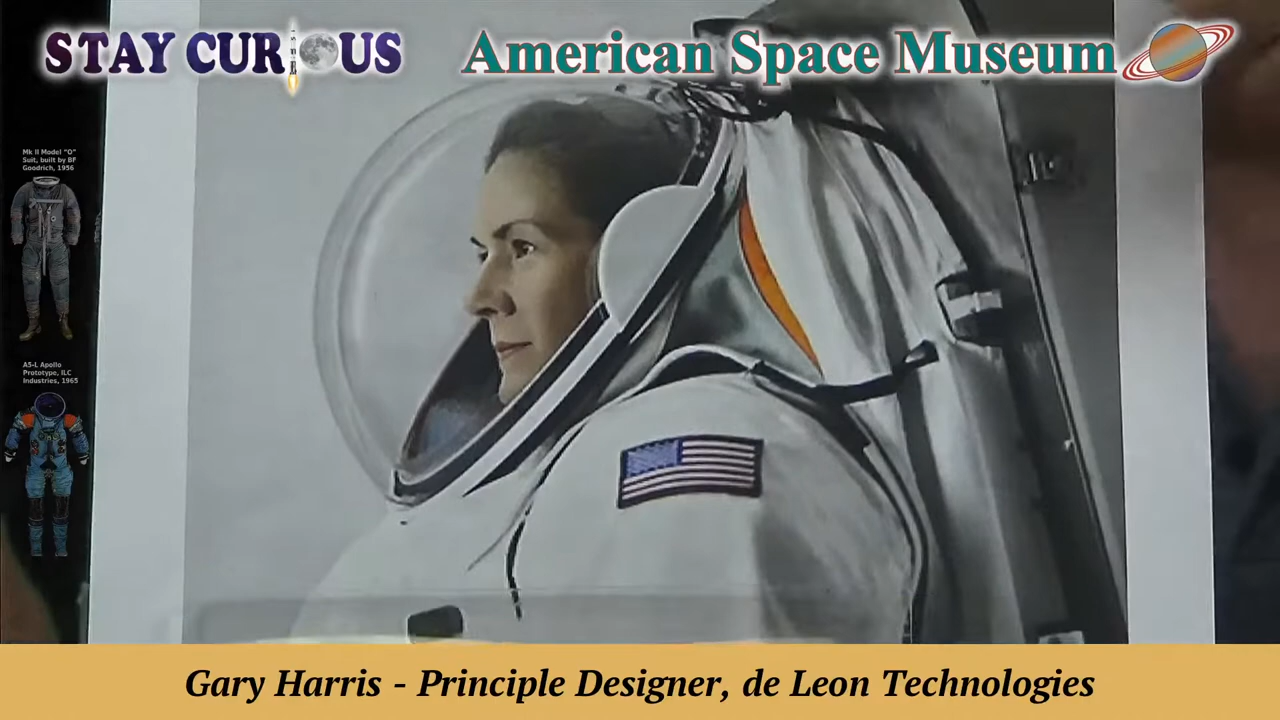 STAY CURIOUS
American Space Museum
Mk II Model "O"
Suit, built by BF
Goodrich, 1956
A5-L Apollo
Prototype, ILC
Industries, 1965
Gary Harris - Principle Designer, de Leon Technologies